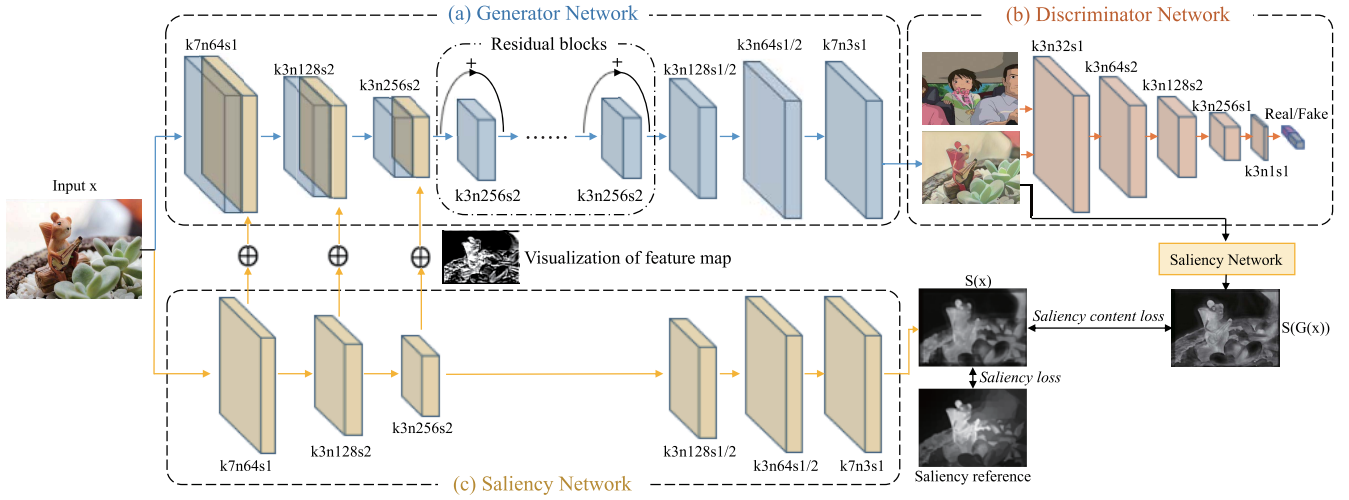 (a) Generator Network
k7n64s1
k3n128s2
k3n256s2
Residual blocks
+
+
k3n256s2
......
k3n256s2
k3n128s1/2
k3n64s1/2
k7n3s1
(b) Discriminator Network
k3n32s1
k3n64s2
k3n128s2
k3n256s1
k3n1s1
Real/Fake
Input x
Visualization of feature map
Saliency Network
S(x)
Saliency content loss
S(G(x))
Saliency loss
Saliency reference
k7n64s1
k3n128s2
k3n256s2
k3n128s1/2
k3n64s1/2
k7n3s1
(c) Saliency Network